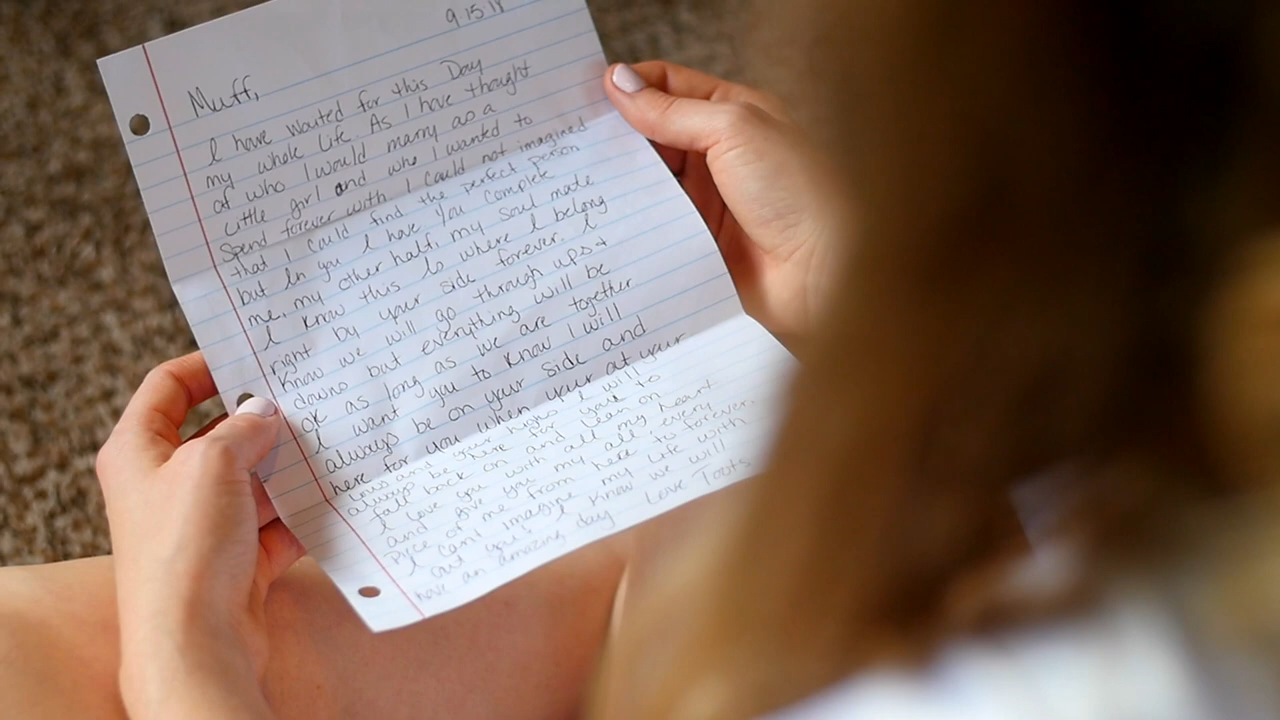 9.15.18
Muff,
I have waited for this Day
my whole life. As I have thought
of who I would marry as a
little girl and who I wanted to
spend forever with I could not imagined
that I could find the perfect person
but in you I have. You complete
me, my other half, my soul mate
I know this is where I belong
right by your side forever. I
know we will go through ups +
downs but everything will be
ok as long as we are together
I want you to know I will
always be on your side and
here for you when your at your
lows and your highs I will
always be here for you to
fall back on and lean on
I love you with all my heart
and give you my all, every
piece of me from here to forever.
I cant imagine my life with
out you! I know we will
have an amazing day
Love Toots